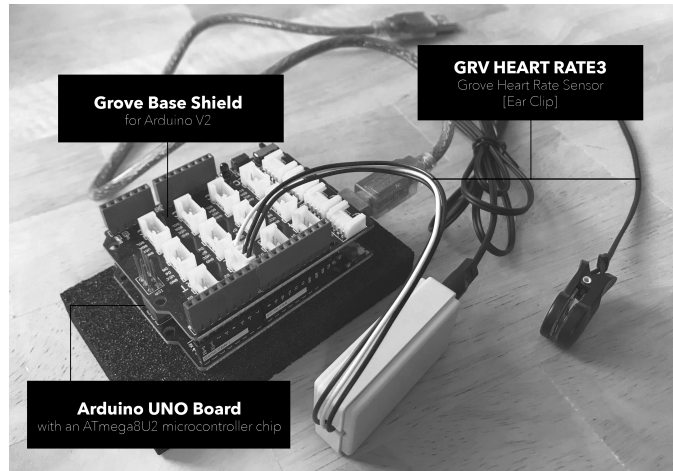 GRV HEART RATE3
Grove Heart Rate Sensor
[Ear Clip]
Grove Base Shield
for Arduino V2
Arduino UNO Board
with an ATmega8U2 microcontroller chip